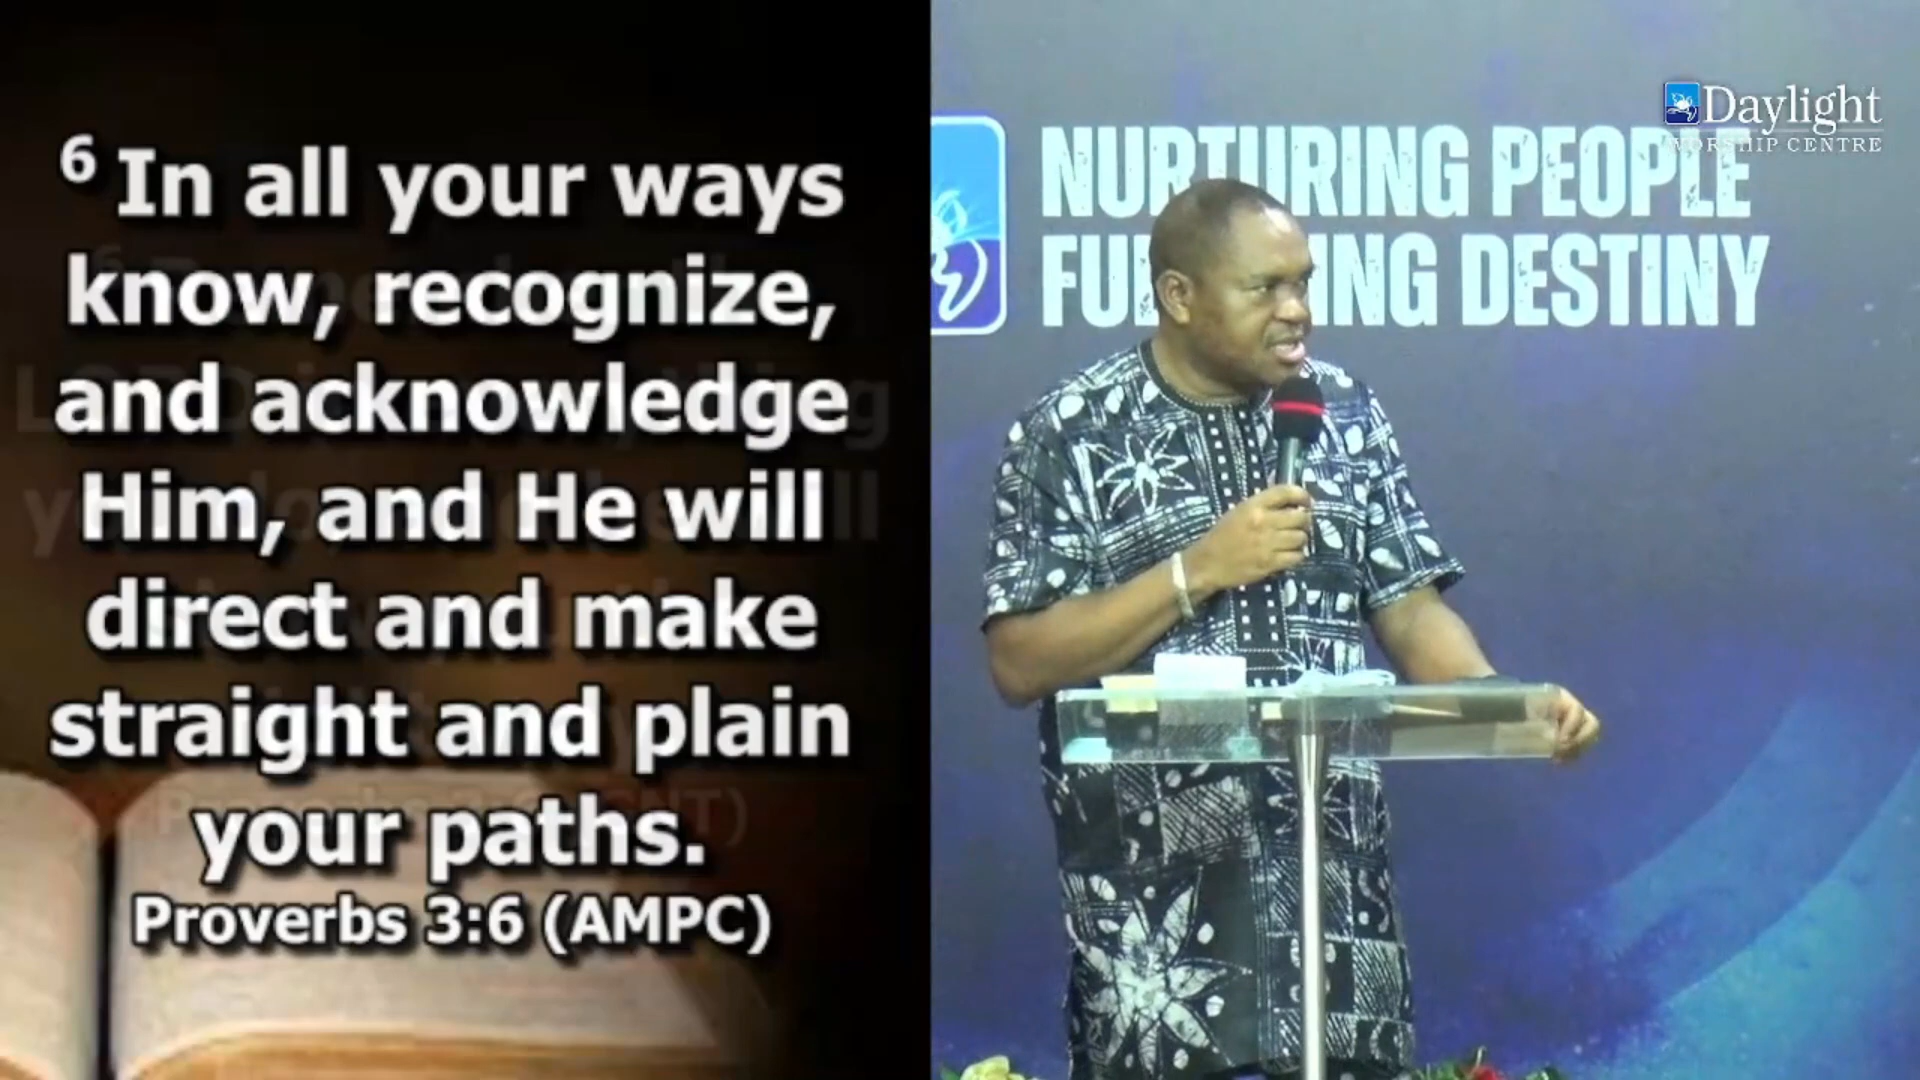 6 In all your ways
know, recognize,
and acknowledge
Him, and He will
direct and make
straight and plain
your paths.
Proverbs 3:6 (AMPC)
Daylight
WORSHIP CENTRE
NURTURING PEOPLE
DESTINY